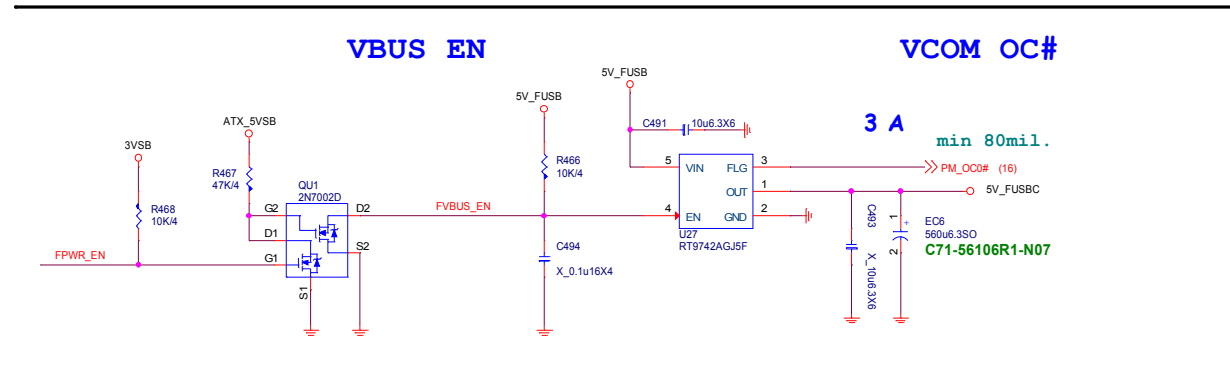 VBUS EN
VCOM OC#
5V_FUSB
5V_FUSB
ATX_5VSB
3VSB
C491
10u6.3X6
3 A
min 80mil.
R467
47K/4
R466
10K/4
R468
10K/4
QU1
2N7002D
5 VIN FLG 3
PM_OC0# (16)
OUT 1
5V_FUSBC
G2 D2
FVBUS_EN
4 EN GND 2
U27
RT9742AGJ5F
D1
S2
FPWR_EN
G1
S1
C494
X_0.1u16X4
C493
X_10u6.3X6
1
+
2
EC6
560u6.3SO
C71-56106R1-N07